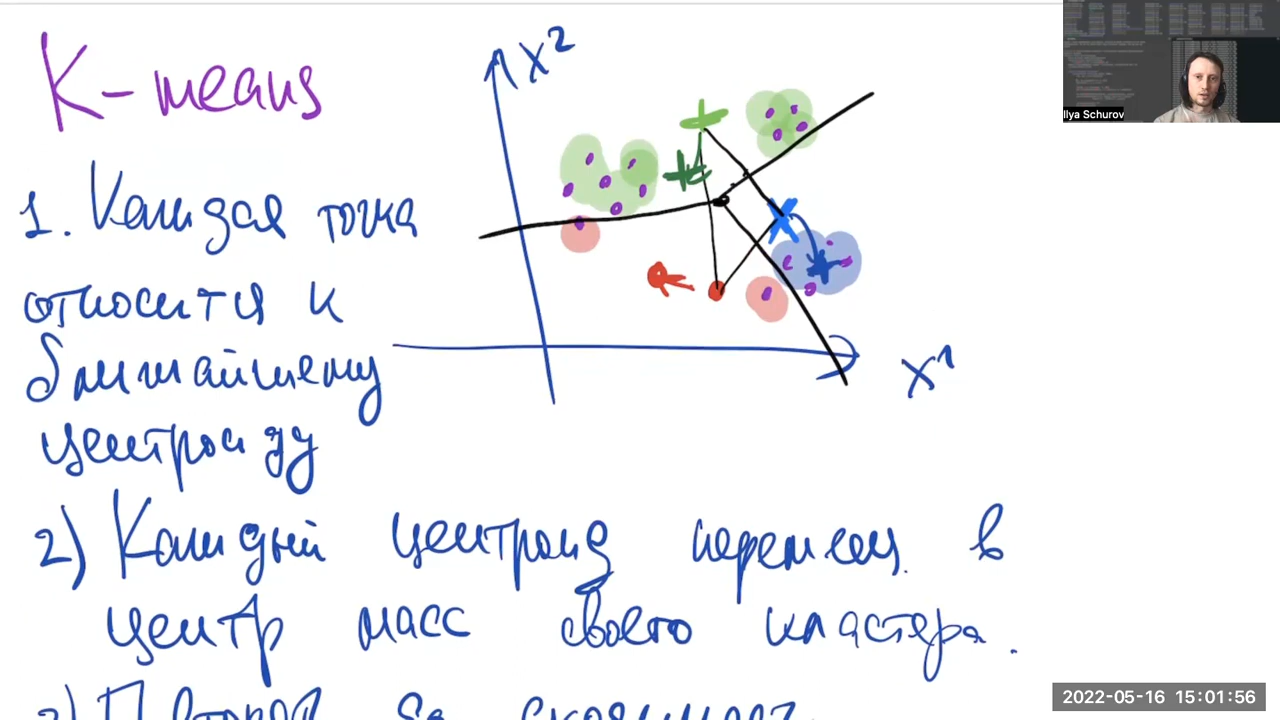 K-means
X²
Ilya Schurov
1. Каждая точка
относится к
ближайшему
центроиду
X¹
2) Каждый центроид перемещ. в
центр масс своего кластера.
2022-05-16 15:01:56